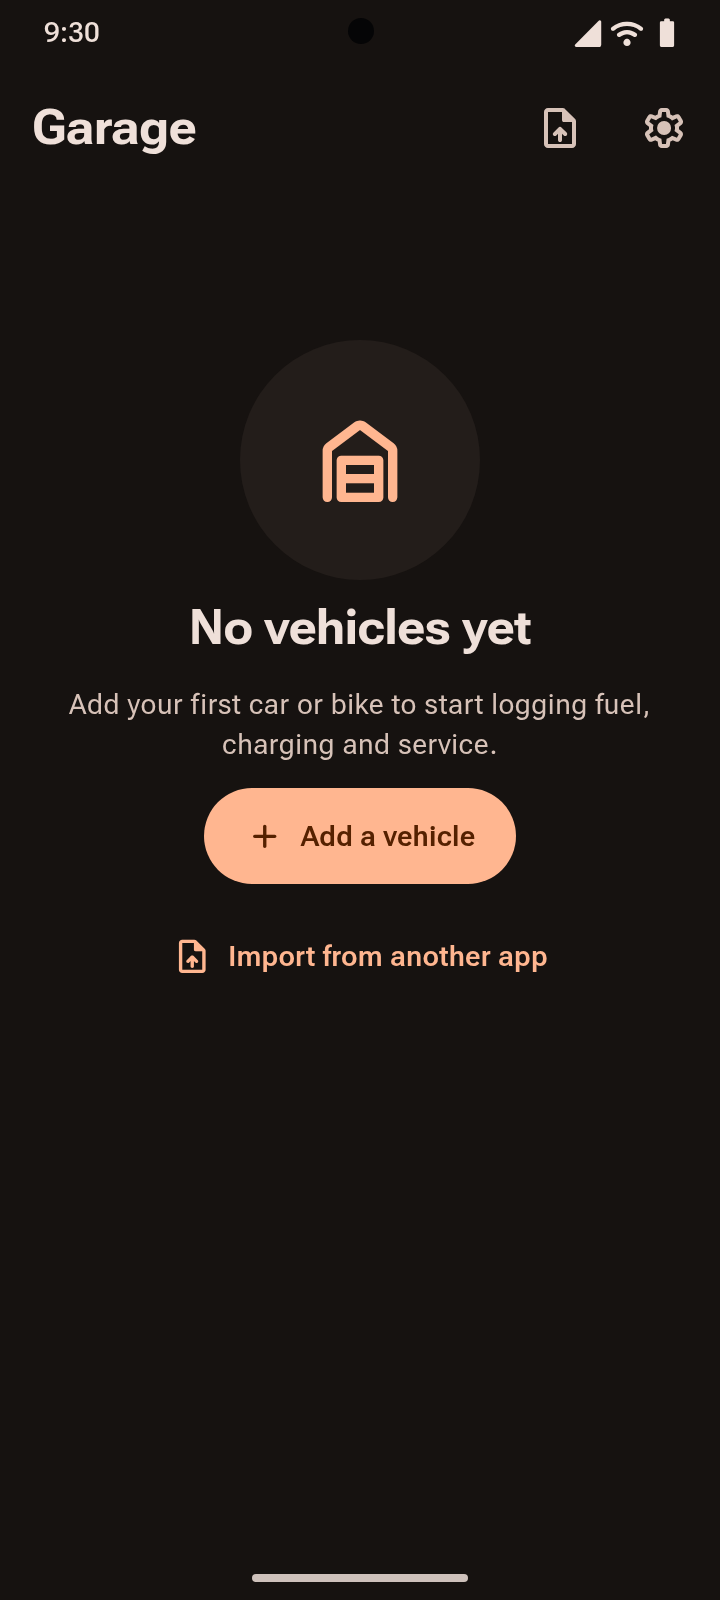 9:30
Garage
No vehicles yet
Add your first car or bike to start logging fuel,
charging and service.
Add a vehicle
Import from another app